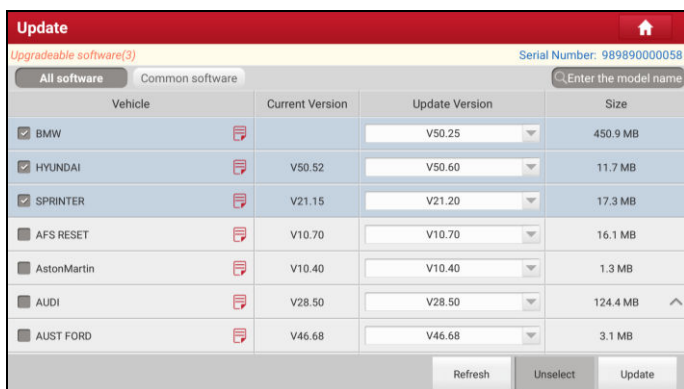 Update
Upgradeable software(3) Serial Number: 989890000058
All software Common software Enter the model name
Vehicle Current Version Update Version Size
BMW V50.25 450.9 MB
HYUNDAI V50.52 V50.60 11.7 MB
SPRINTER V21.15 V21.20 17.3 MB
AFS RESET V10.70 V10.70 16.1 MB
AstonMartin V10.40 V10.40 1.3 MB
AUDI V28.50 V28.50 124.4 MB
AUST FORD V46.68 V46.68 3.1 MB
Refresh Unselect Update